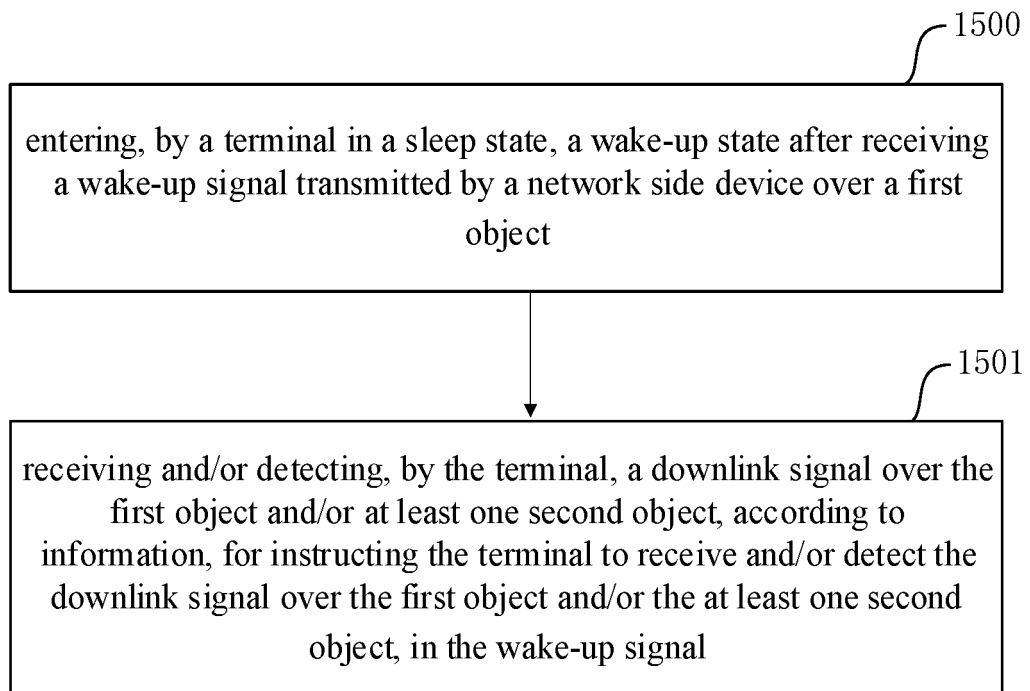 1500
entering, by a terminal in a sleep state, a wake-up state after receiving
a wake-up signal transmitted by a network side device over a first
object
1501
receiving and/or detecting, by the terminal, a downlink signal over the
first object and/or at least one second object, according to
information, for instructing the terminal to receive and/or detect the
downlink signal over the first object and/or the at least one second
object, in the wake-up signal